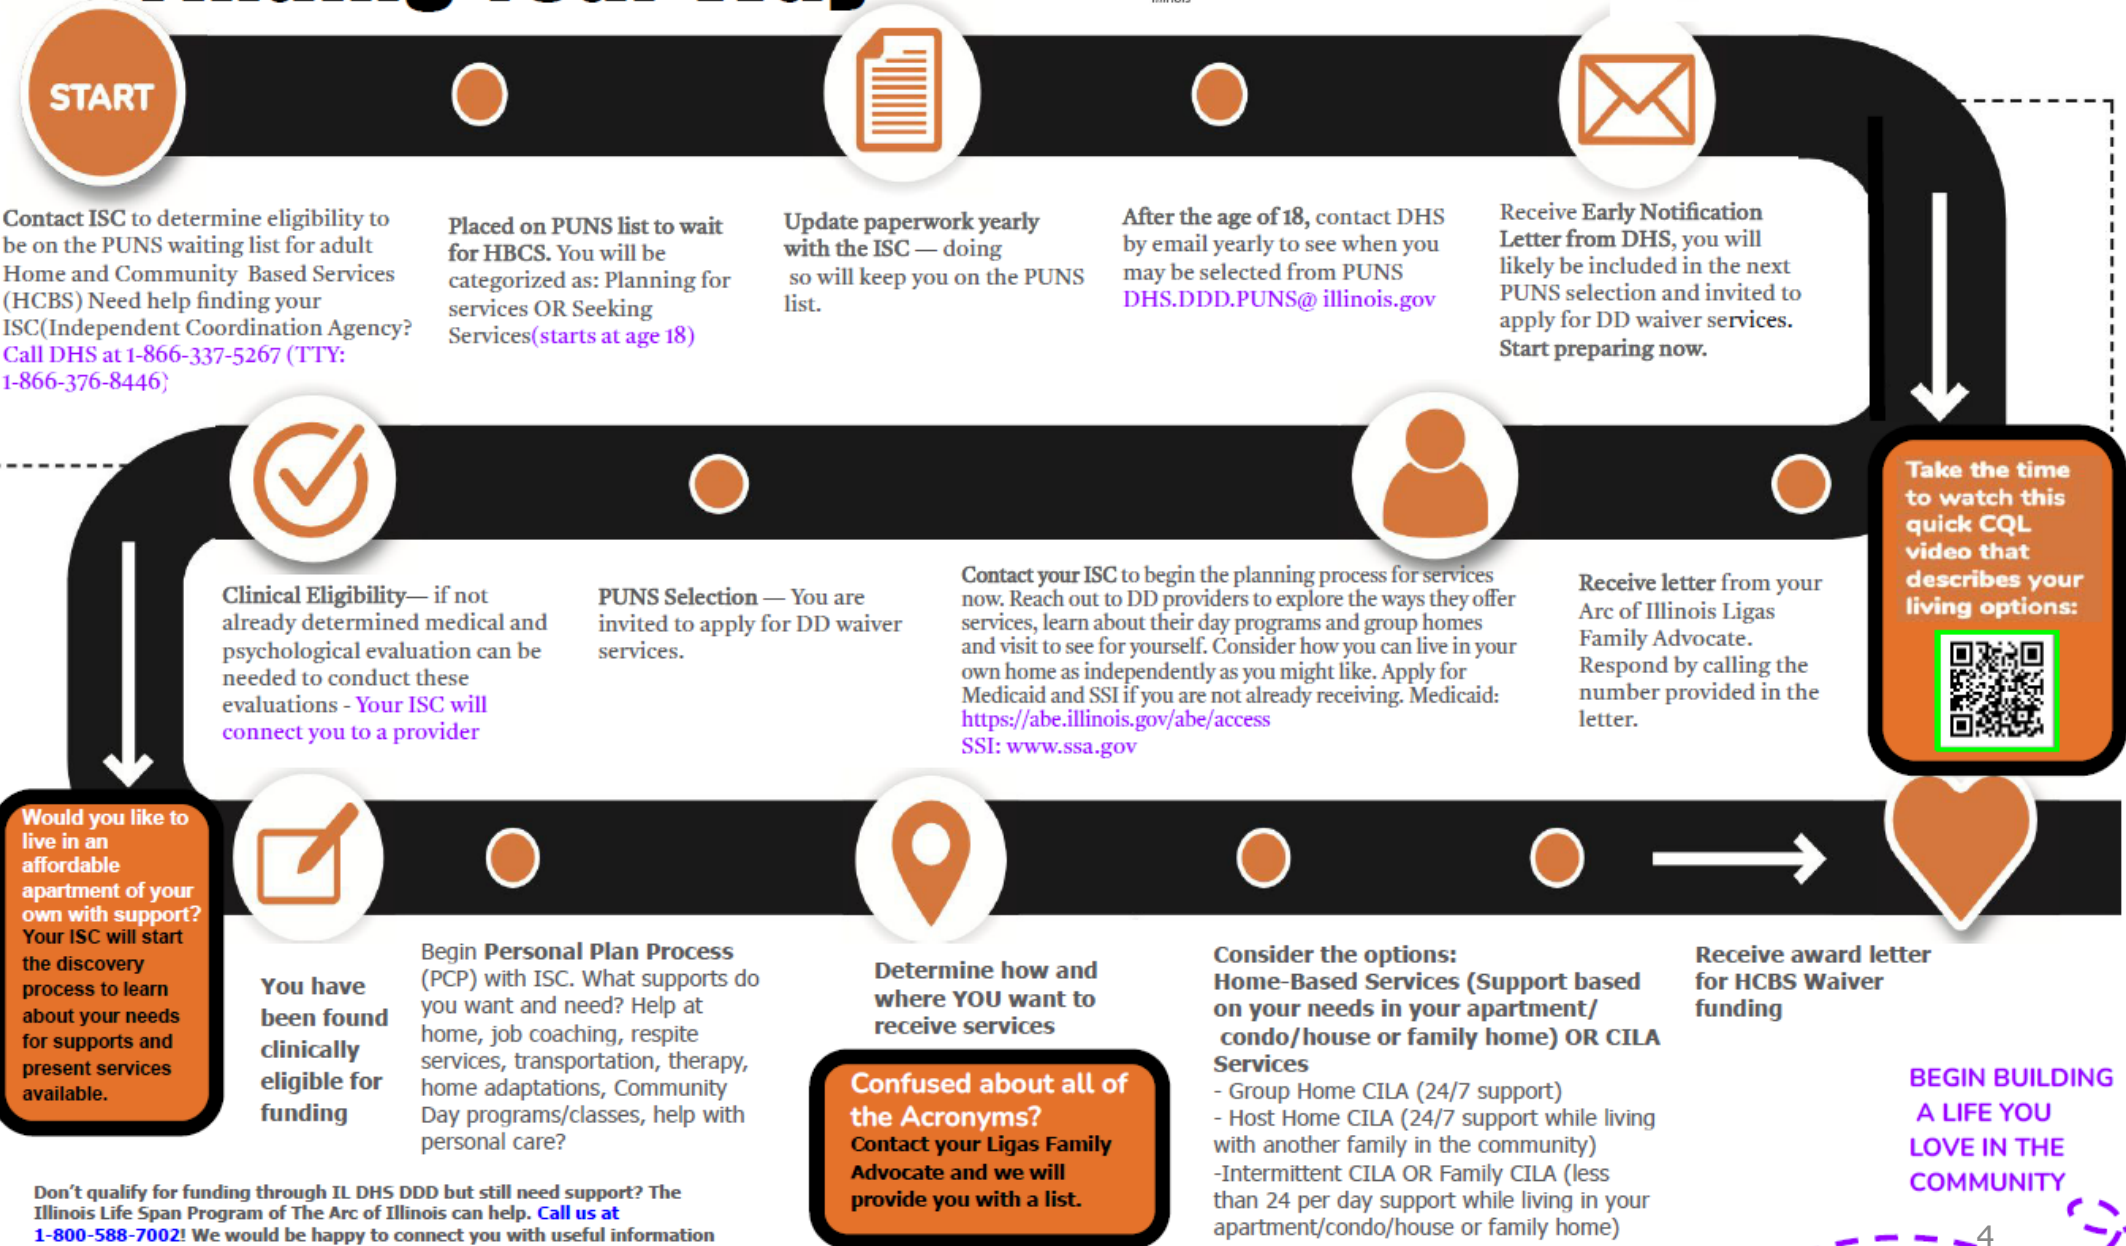 Finding Your Way
Illinois
START
Contact ISC to determine eligibility to
be on the PUNS waiting list for adult
Home and Community Based Services
(HCBS) Need help finding your
ISC(Independent Coordination Agency?
Call DHS at 1-866-337-5267 (TTY:
1-866-376-8446)
Placed on PUNS list to wait
for HBCS. You will be
categorized as: Planning for
services OR Seeking
Services(starts at age 18)
Update paperwork yearly
with the ISC — doing
so will keep you on the PUNS
list.
After the age of 18, contact DHS
by email yearly to see when you
may be selected from PUNS
DHS.DDD.PUNS@ illinois.gov
Receive Early Notification
Letter from DHS, you will
likely be included in the next
PUNS selection and invited to
apply for DD waiver services.
Start preparing now.
Take the time
to watch this
quick CQL
video that
describes your
living options:
Receive letter from your
Arc of Illinois Ligas
Family Advocate.
Respond by calling the
number provided in the
letter.
Contact your ISC to begin the planning process for services
now. Reach out to DD providers to explore the ways they offer
services, learn about their day programs and group homes
and visit to see for yourself. Consider how you can live in your
own home as independently as you might like. Apply for
Medicaid and SSI if you are not already receiving. Medicaid:
https://abe.illinois.gov/abe/access
SSI: www.ssa.gov
PUNS Selection — You are
invited to apply for DD waiver
services.
Clinical Eligibility— if not
already determined medical and
psychological evaluation can be
needed to conduct these
evaluations - Your ISC will
connect you to a provider
Would you like to
live in an
affordable
apartment of your
own with support?
Your ISC will start
the discovery
process to learn
about your needs
for supports and
present services
available.
You have
been found
clinically
eligible for
funding
Begin Personal Plan Process
(PCP) with ISC. What supports do
you want and need? Help at
home, job coaching, respite
services, transportation, therapy,
home adaptations, Community
Day programs/classes, help with
personal care?
Determine how and
where YOU want to
receive services
Confused about all of
the Acronyms?
Contact your Ligas Family
Advocate and we will
provide you with a list.
Consider the options:
Home-Based Services (Support based
on your needs in your apartment/
condo/house or family home) OR CILA
Services
- Group Home CILA (24/7 support)
- Host Home CILA (24/7 support while living
with another family in the community)
-Intermittent CILA OR Family CILA (less
than 24 per day support while living in your
apartment/condo/house or family home)
Receive award letter
for HCBS Waiver
funding
BEGIN BUILDING
A LIFE YOU
LOVE IN THE
COMMUNITY
Don't qualify for funding through IL DHS DDD but still need support? The
Illinois Life Span Program of The Arc of Illinois can help. Call us at
1-800-588-7002! We would be happy to connect you with useful information
4